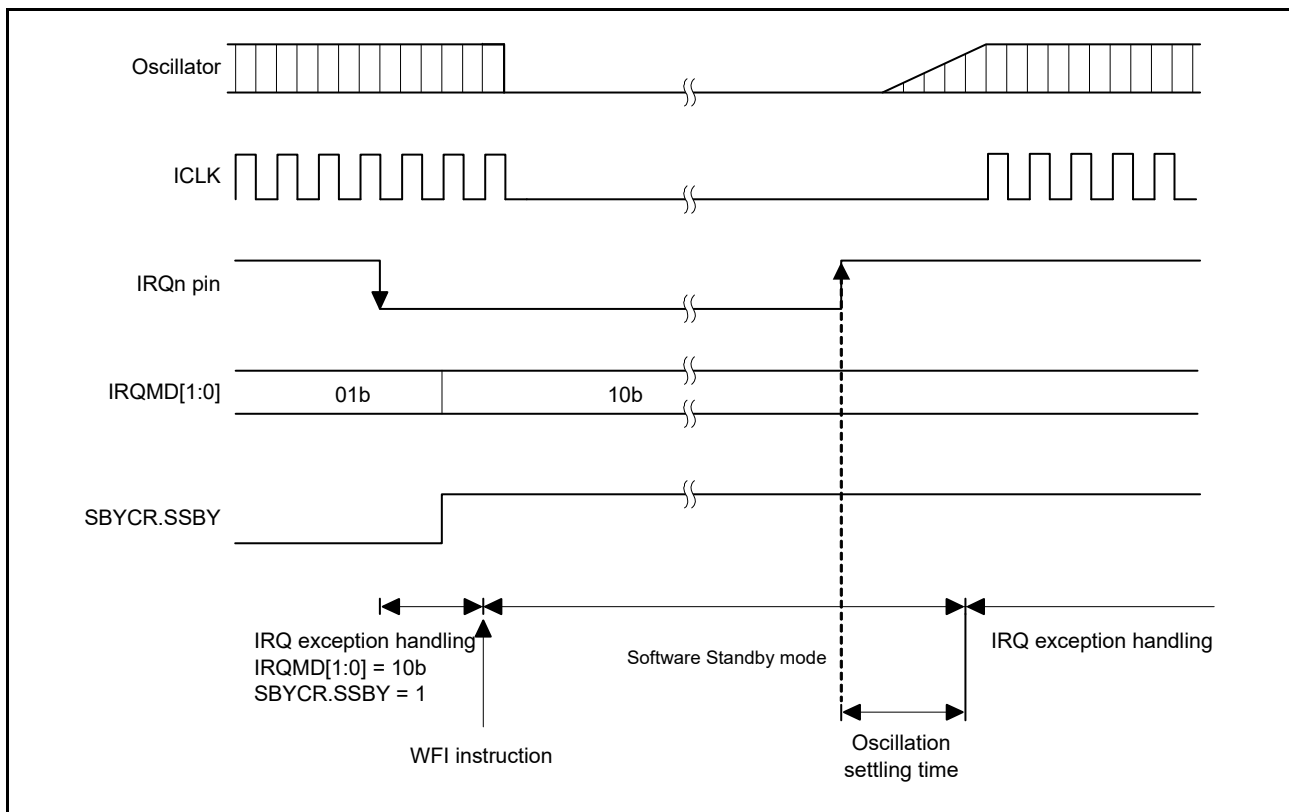 Oscillator
ICLK
IRQn pin
IRQMD[1:0]
01b
10b
SBYCR.SSBY
IRQ exception handling
IRQMD[1:0] = 10b
SBYCR.SSBY = 1
Software Standby mode
IRQ exception handling
WFI instruction
Oscillation
settling time